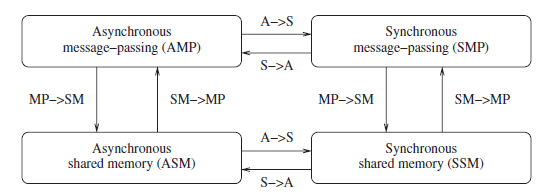 Asynchronous
message–passing (AMP)
A–>S
S–>A
Synchronous
message–passing (SMP)
MP–>SM
SM–>MP
MP–>SM
SM–>MP
Asynchronous
shared memory (ASM)
A–>S
S–>A
Synchronous
shared memory (SSM)